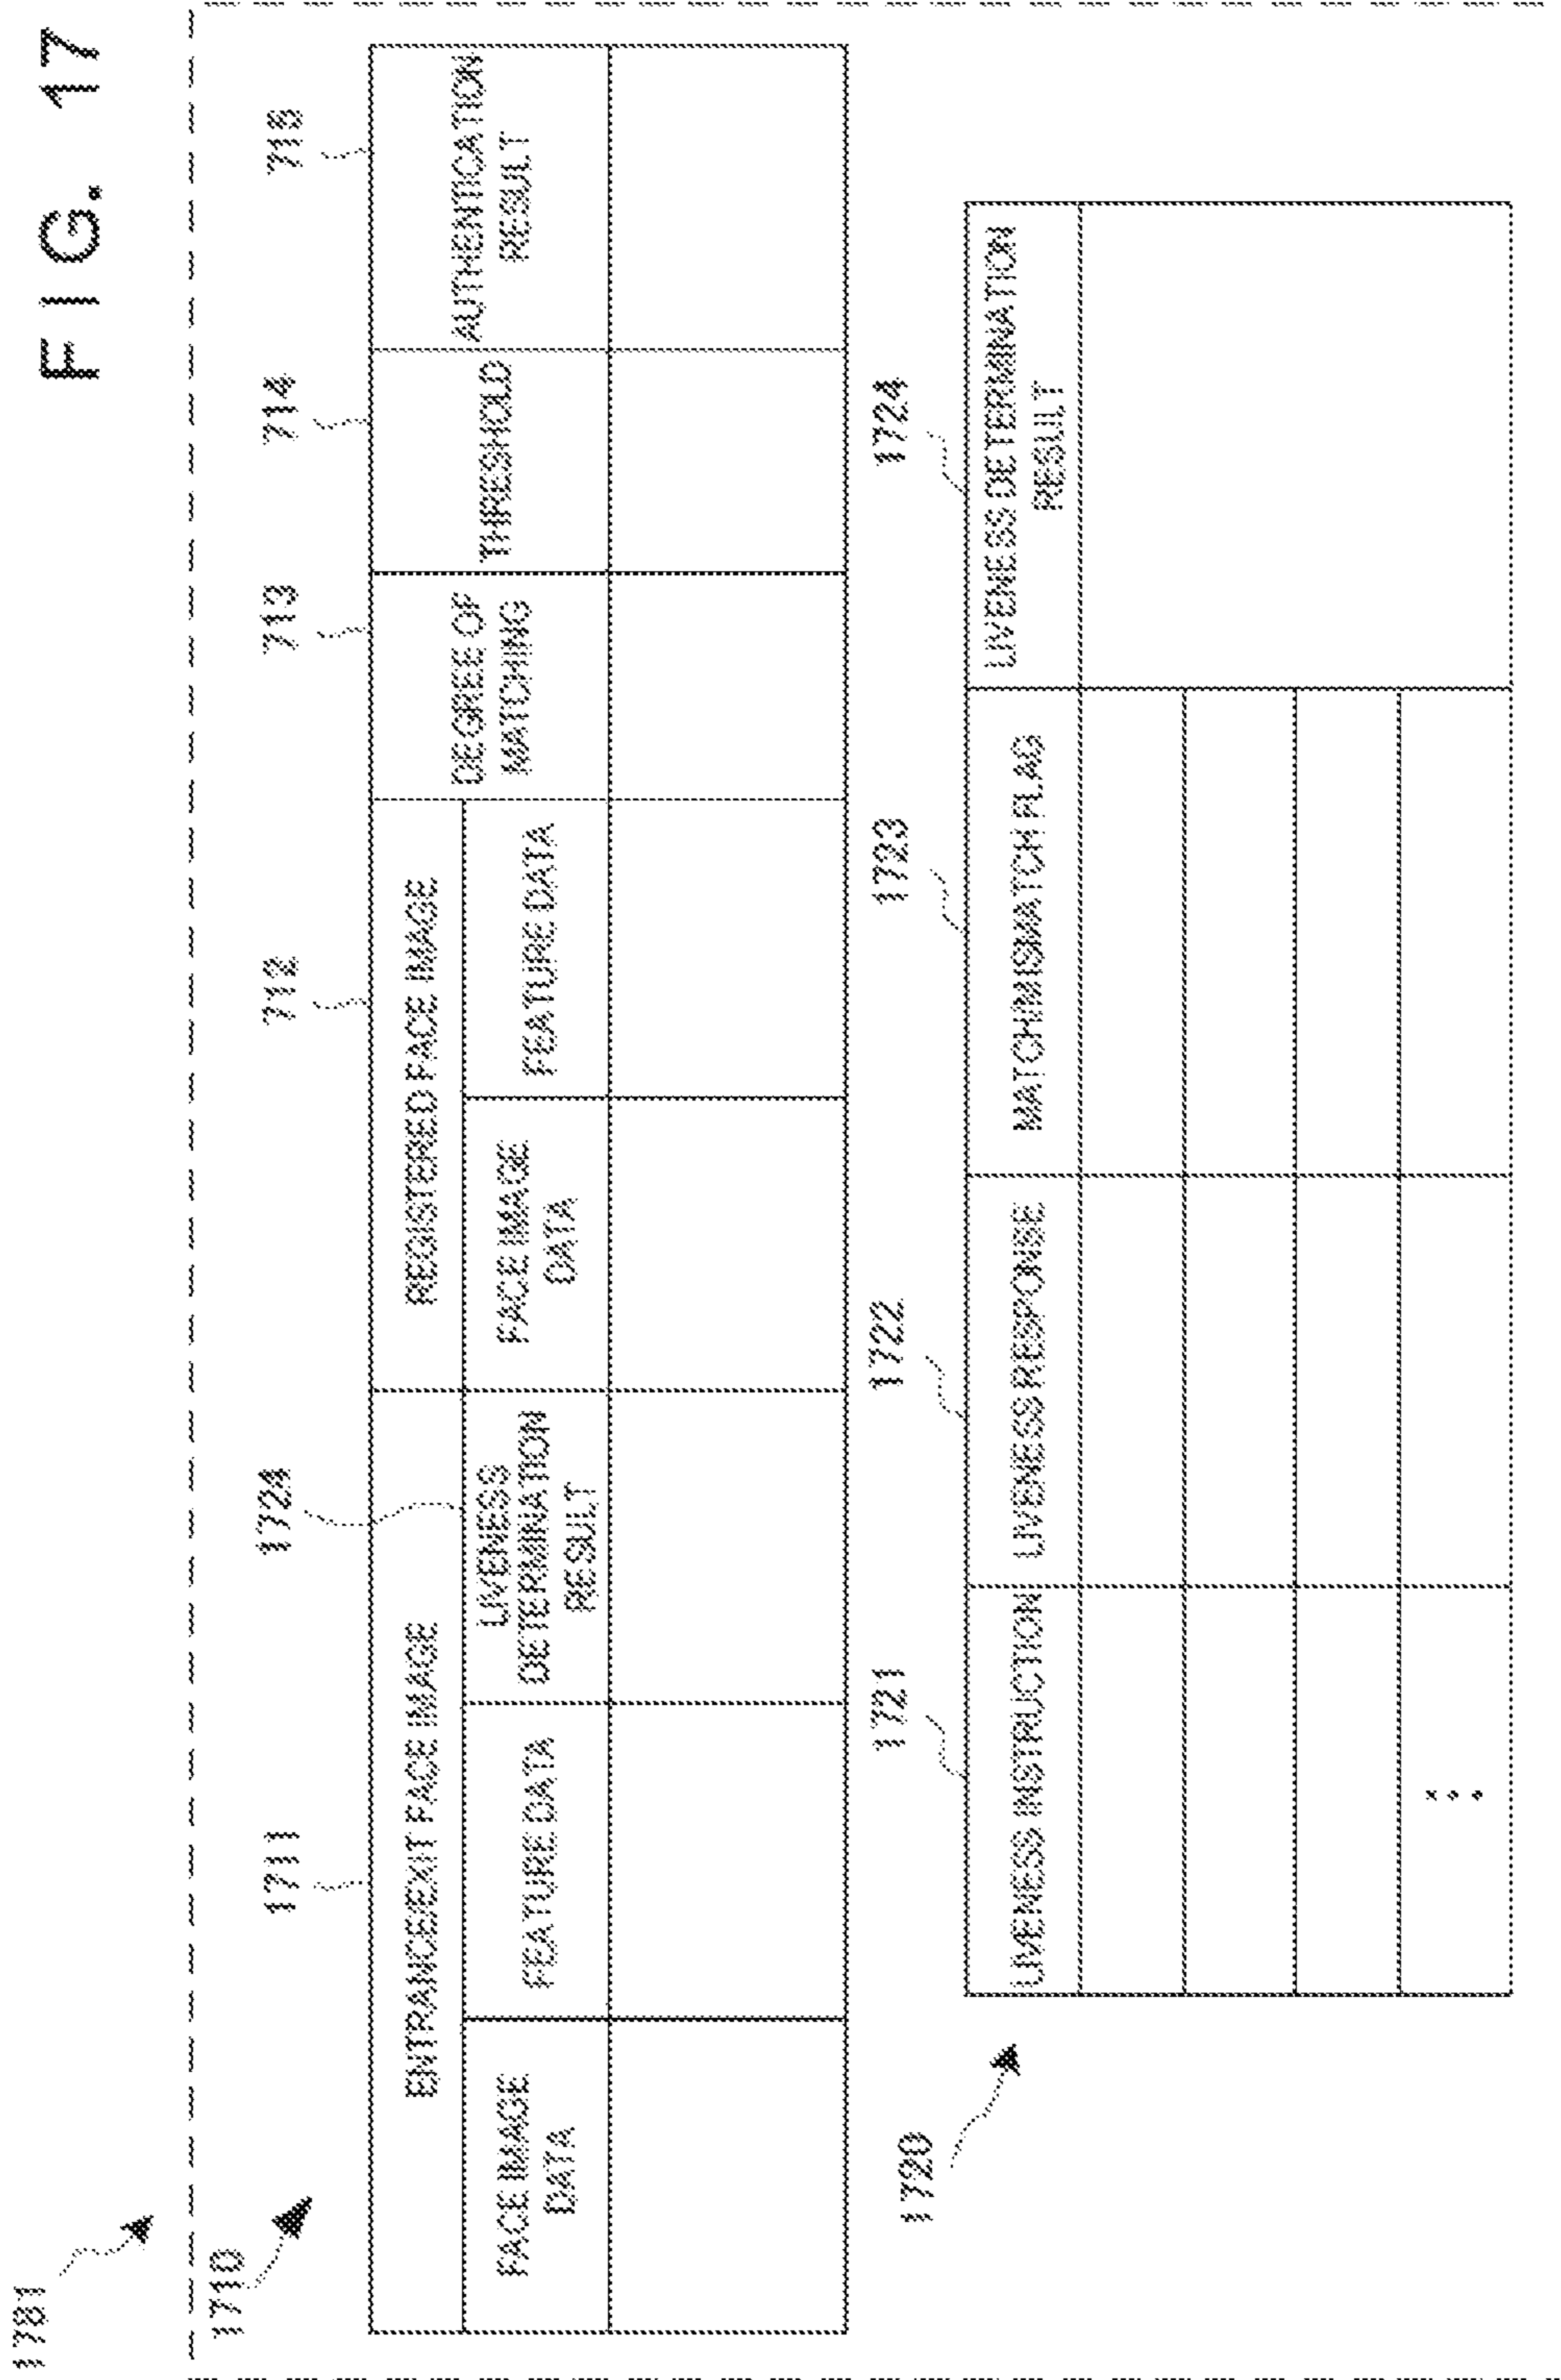 FIG. 17
1781
1710
1711
1724
712
713
714
715
ENTRANCE/EXIT FACE IMAGE
REGISTERED FACE IMAGE
DEGREE OF
MATCHING
THRESHOLD
AUTHENTICATION
RESULT
FACE IMAGE
DATA
FEATURE DATA
LIVENESS
DETERMINATION
RESULT
FACE IMAGE
DATA
FEATURE DATA
1720
1721
1722
1723
1724
LIVENESS INSTRUCTION
LIVENESS RESPONSE
MATCH/MISMATCH FLAG
LIVENESS DETERMINATION
RESULT